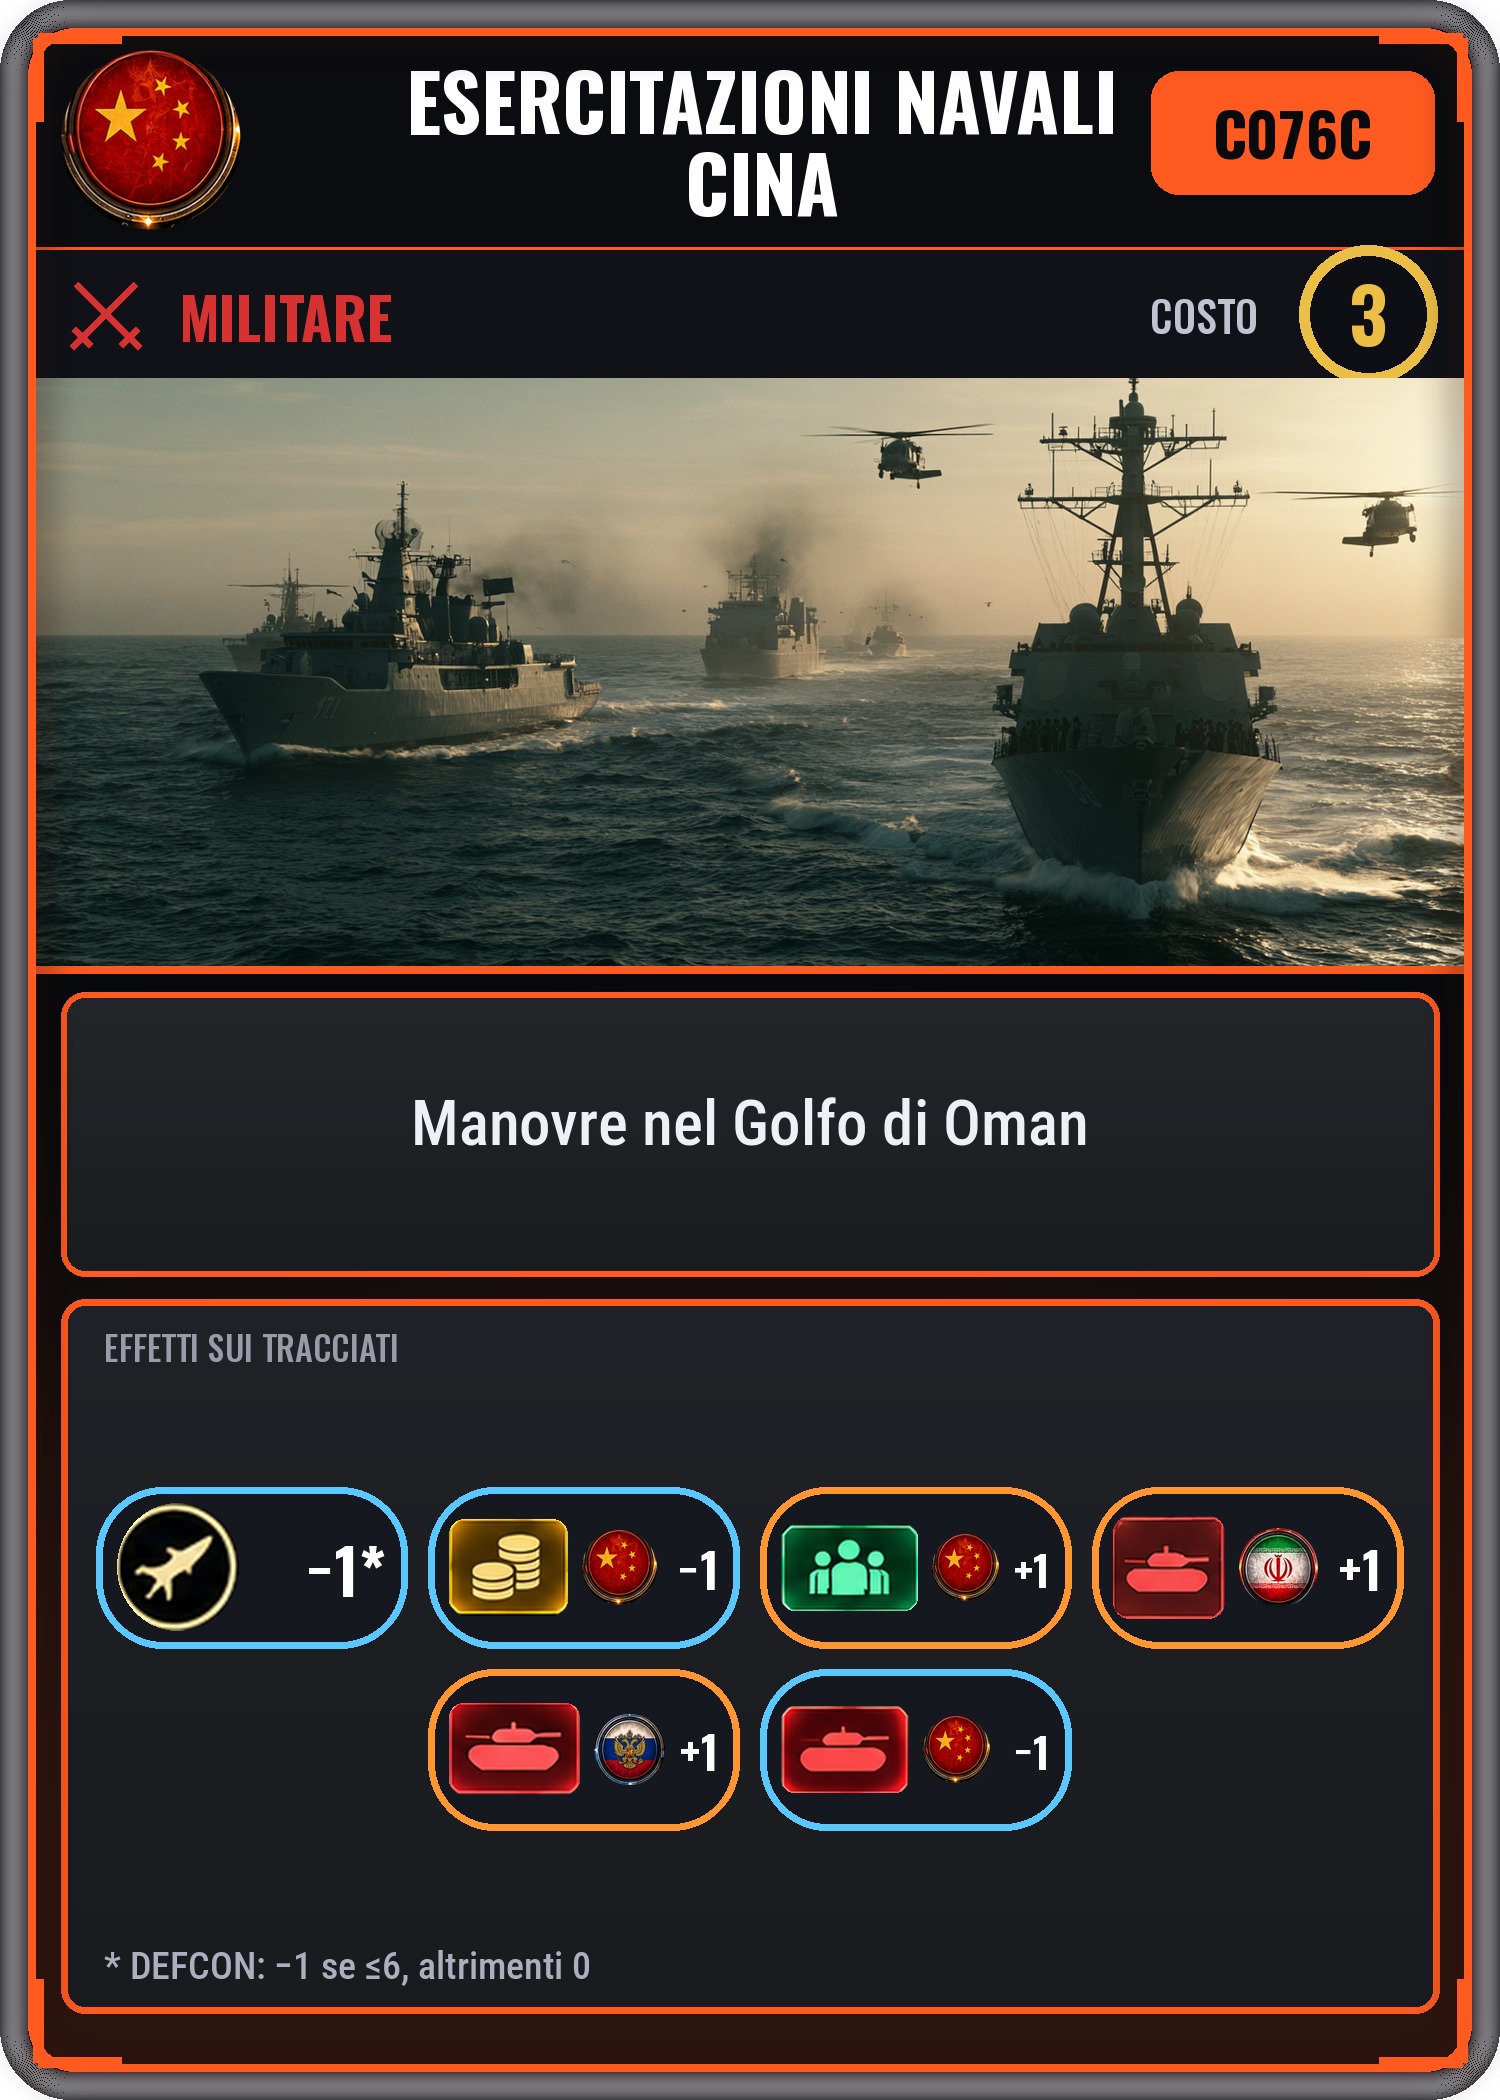 ESERCITAZIONI NAVALI
CINA
C076C
MILITARE
COSTO
3
Manovre nel Golfo di Oman
EFFETTI SUI TRACCIATI
−1*
−1
+1
+1
+1
−1
* DEFCON: −1 se ≤6, altrimenti 0